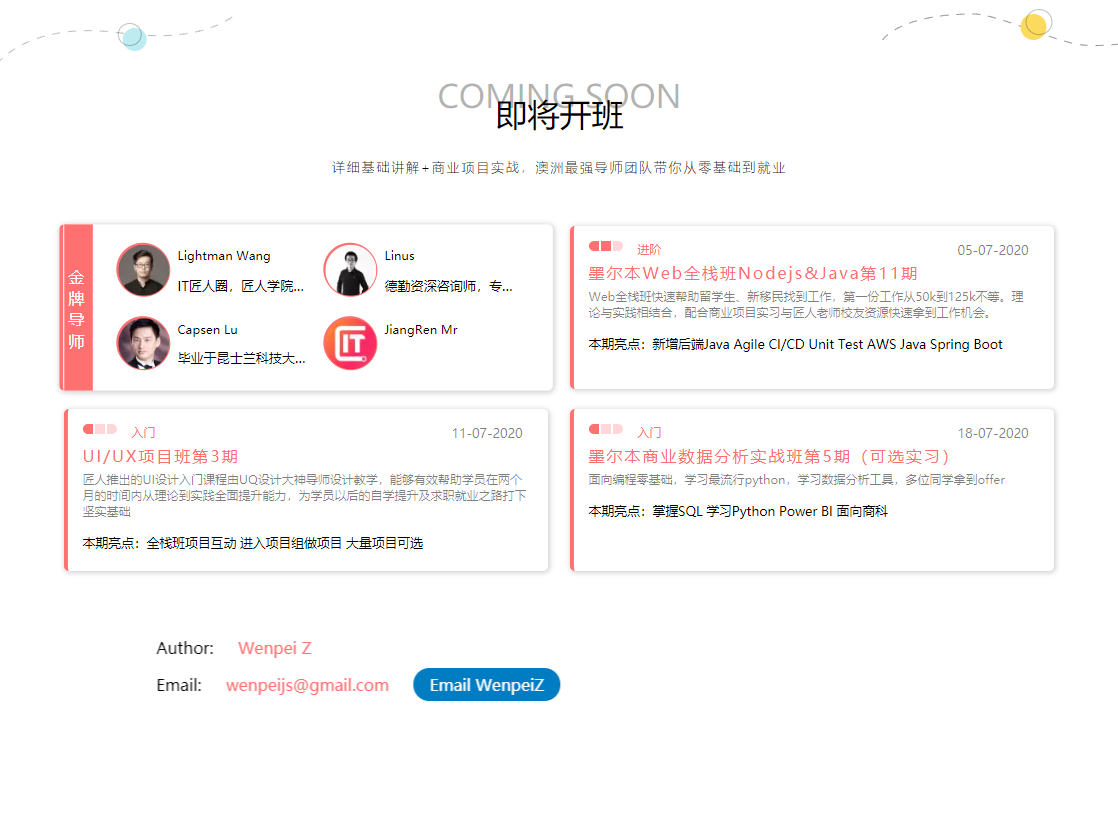 COMING SOON
即将开班
详细基础讲解+商业项目实战，澳洲最强导师团队带你从零基础到就业
金牌导师
Lightman Wang
IT匠人圈，匠人学院...
Linus
德勤资深咨询师，专...
Capsen Lu
毕业于昆士兰科技大...
JiangRen Mr
IT
进阶
05-07-2020
墨尔本Web全栈班Nodejs&Java第11期
Web全栈班快速帮助留学生、新移民找到工作，第一份工作从50k到125k不等。理
论与实践相结合，配合商业项目实习与匠人老师校友资源快速拿到工作机会。
本期亮点：新增后端Java Agile CI/CD Unit Test AWS Java Spring Boot
入门
11-07-2020
UI/UX项目班第3期
匠人推出的UI设计入门课程由UQ设计大神导师设计教学，能够有效帮助学员在两个
月的时间内从理论到实践全面提升能力，为学员以后的自学提升及求职就业之路打下
坚实基础
本期亮点：全栈班项目互动 进入项目组做项目 大量项目可选
入门
18-07-2020
墨尔本商业数据分析实战班第5期（可选实习）
面向编程零基础，学习最流行python，学习数据分析工具，多位同学拿到offer
本期亮点：掌握SQL 学习Python Power BI 面向商科
Author: Wenpei Z
Email: wenpeijs@gmail.com Email WenpeiZ